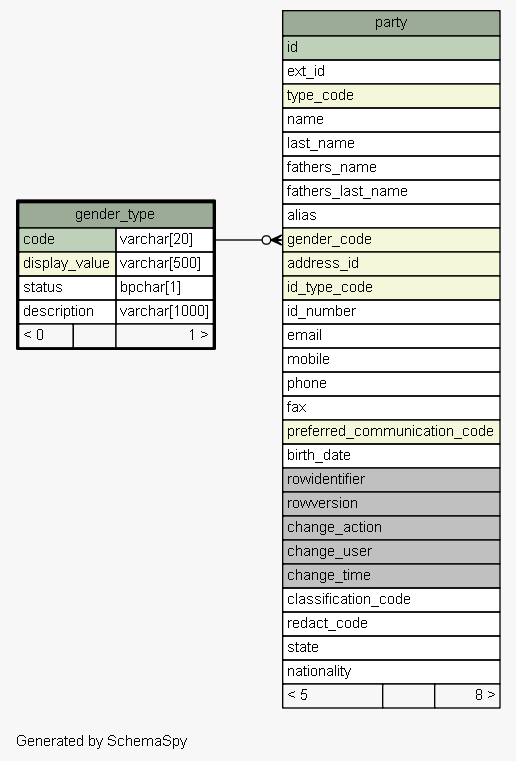 party
id
ext_id
type_code
name
last_name
fathers_name
fathers_last_name
alias
gender_code
address_id
id_type_code
id_number
email
mobile
phone
fax
preferred_communication_code
birth_date
rowidentifier
rowversion
change_action
change_user
change_time
classification_code
redact_code
state
nationality
< 5 8 >
gender_type
code varchar[20]
display_value varchar[500]
status bpchar[1]
description varchar[1000]
< 0 1 >
Generated by SchemaSpy